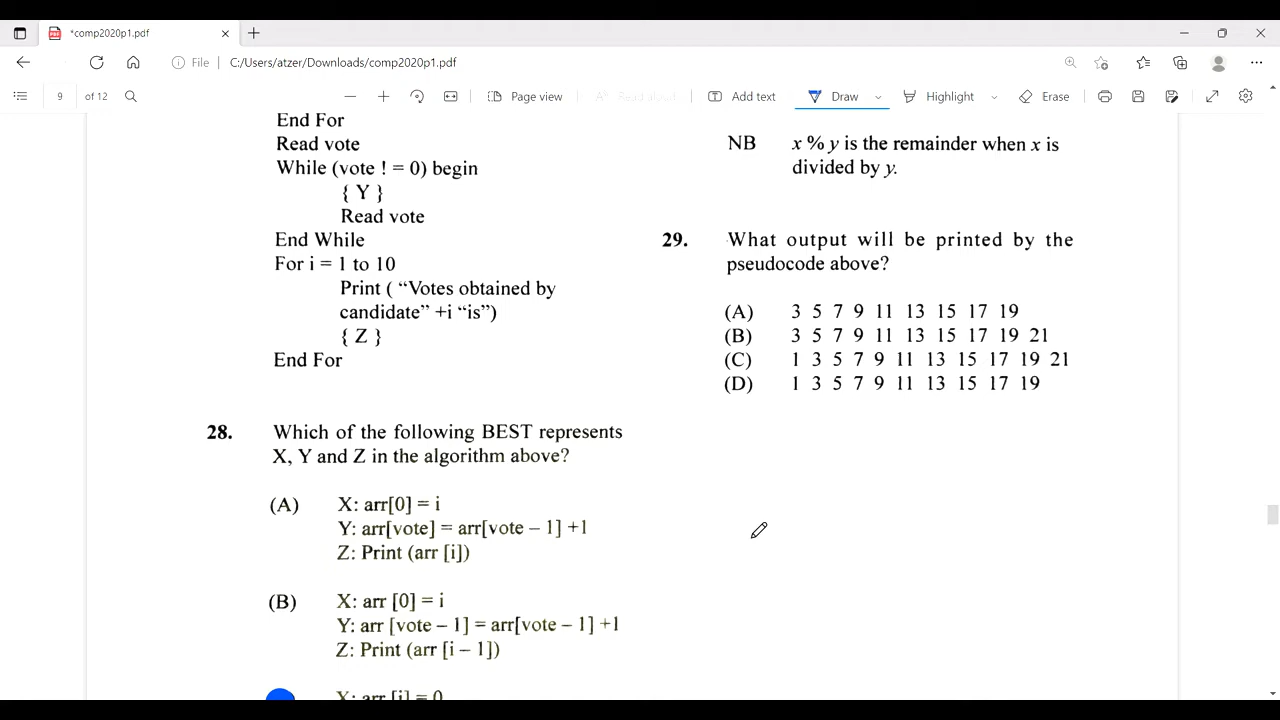 *comp2020p1.pdf
File C:/Users/atzer/Downloads/comp2020p1.pdf
9 of 12 Page view Read aloud Add text Draw Highlight Erase
End For
Read vote
While (vote ! = 0) begin
{ Y }
Read vote
End While
For i = 1 to 10
Print ( “Votes obtained by
candidate” +i “is”)
{ Z }
End For
28. Which of the following BEST represents
X, Y and Z in the algorithm above?
(A) X: arr[0] = i
Y: arr[vote] = arr[vote – 1] +1
Z: Print (arr [i])
(B) X: arr [0] = i
Y: arr [vote – 1] = arr[vote – 1] +1
Z: Print (arr [i – 1])
X: arr [i] = 0
NB x % y is the remainder when x is
divided by y.
29. What output will be printed by the
pseudocode above?
(A) 3 5 7 9 11 13 15 17 19
(B) 3 5 7 9 11 13 15 17 19 21
(C) 1 3 5 7 9 11 13 15 17 19 21
(D) 1 3 5 7 9 11 13 15 17 19